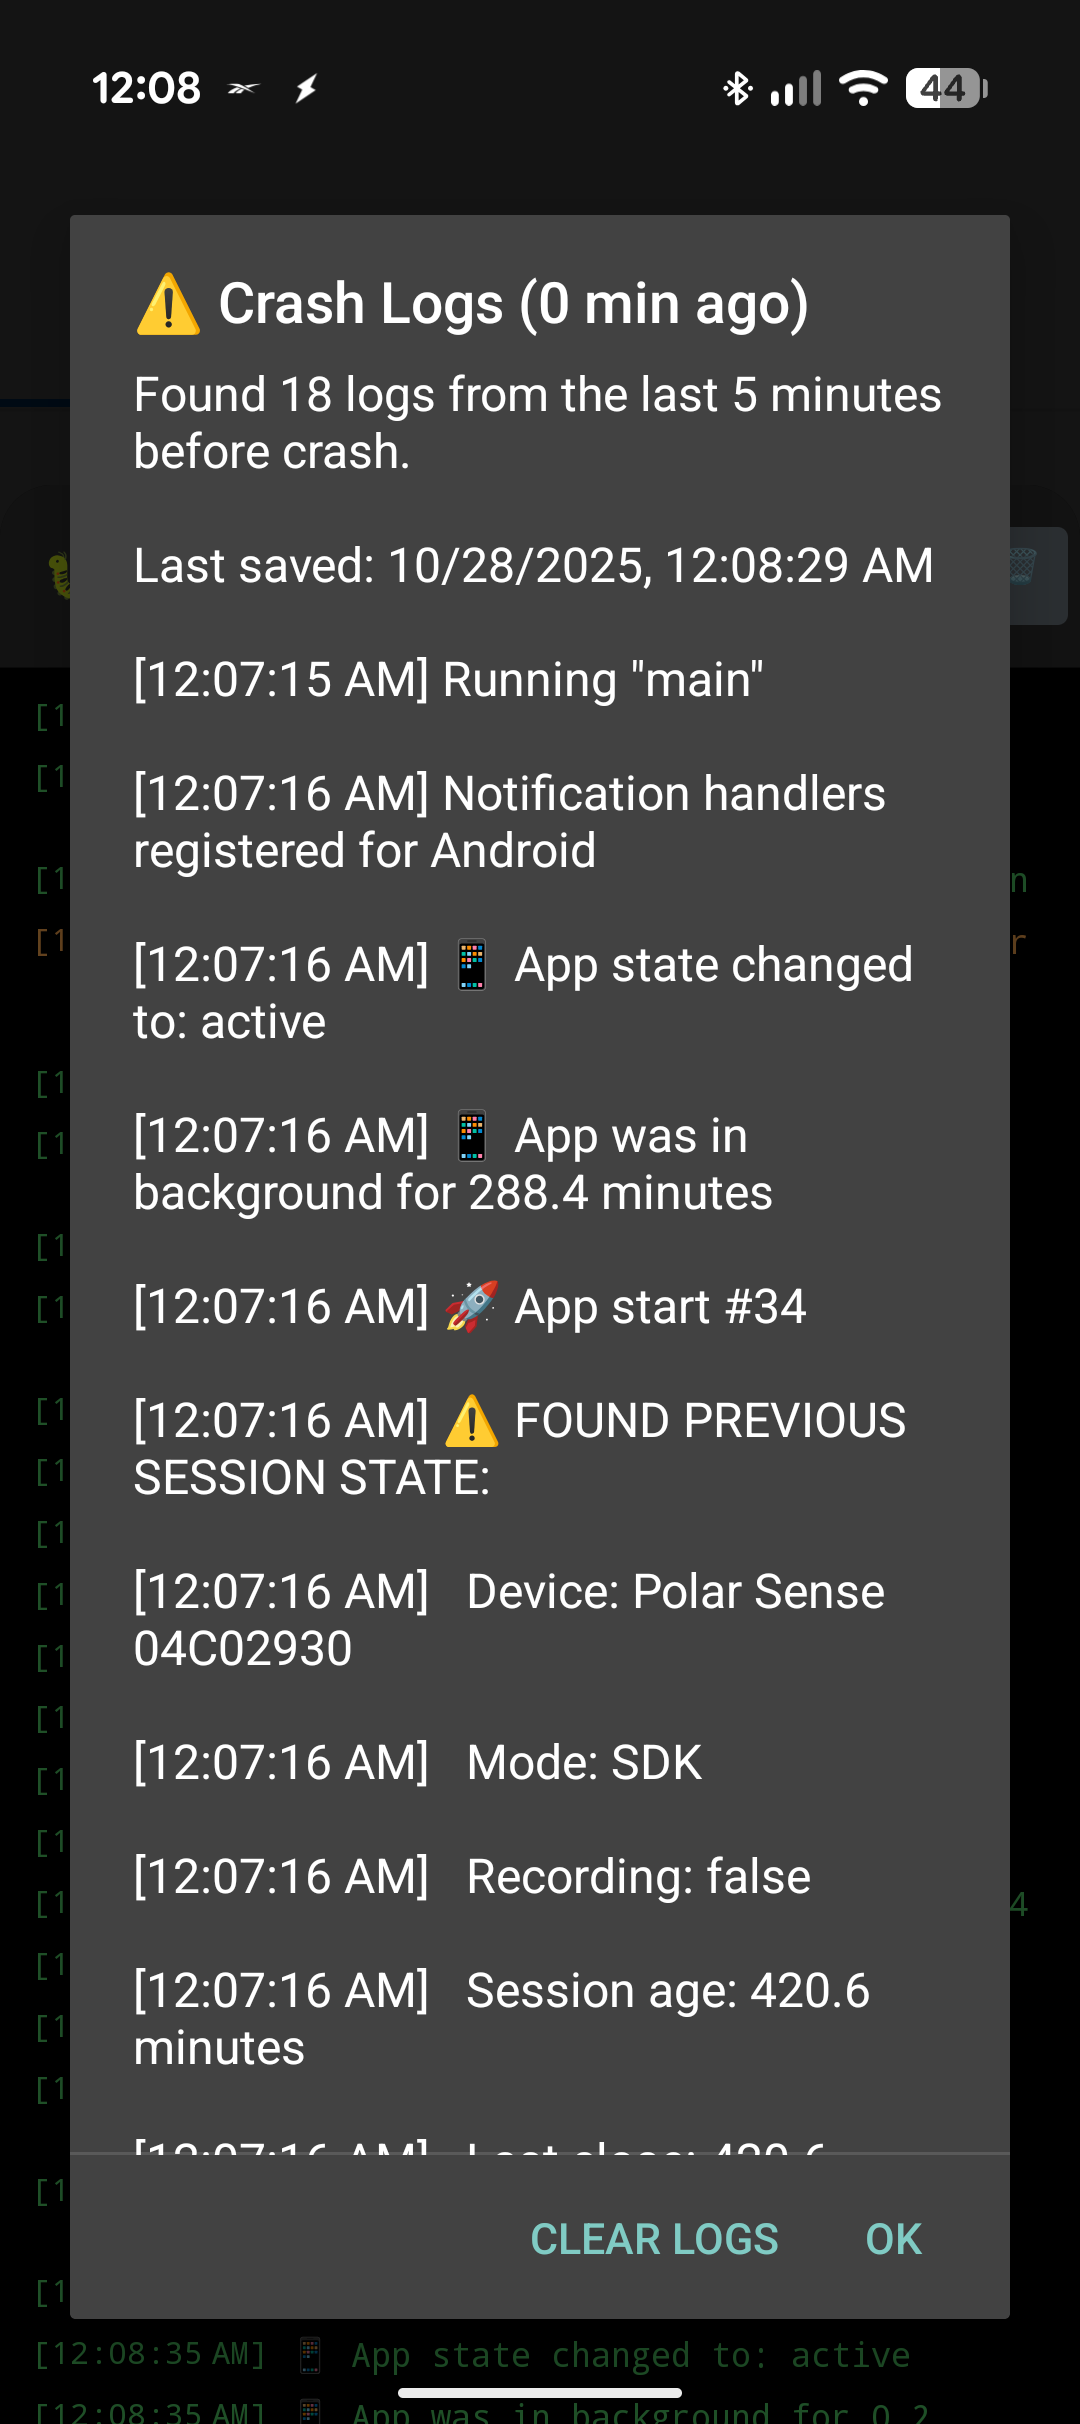 12:08
44
⚠️ Crash Logs (0 min ago)
Found 18 logs from the last 5 minutes
before crash.
Last saved: 10/28/2025, 12:08:29 AM
[12:07:15 AM] Running "main"
[12:07:16 AM] Notification handlers
registered for Android
[12:07:16 AM] 📱 App state changed
to: active
[12:07:16 AM] 📱 App was in
background for 288.4 minutes
[12:07:16 AM] 🚀 App start #34
[12:07:16 AM] ⚠️ FOUND PREVIOUS
SESSION STATE:
[12:07:16 AM]   Device: Polar Sense
04C02930
[12:07:16 AM]   Mode: SDK
[12:07:16 AM]   Recording: false
[12:07:16 AM]   Session age: 420.6
minutes
CLEAR LOGS
OK
[12:08:35 AM] 📱 App state changed to: active
[12:08:35 AM] 📱 App was in background for 0.2